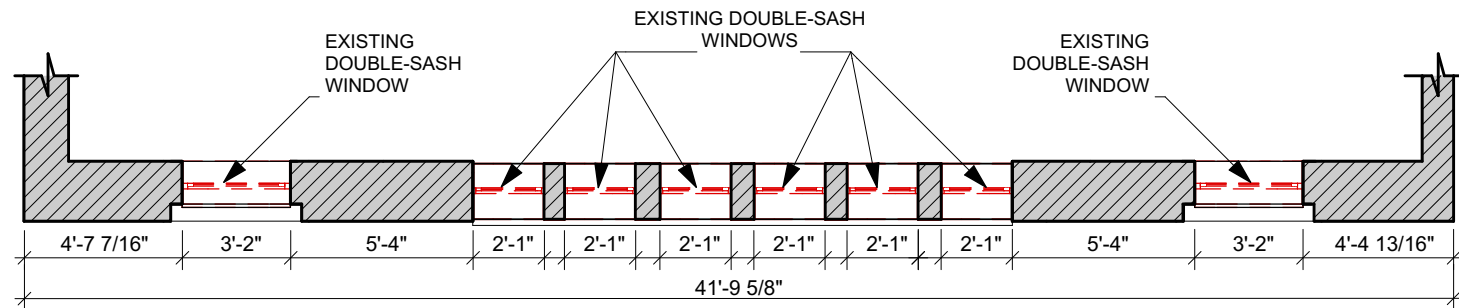 EXISTING DOUBLE-SASH
WINDOWS
EXISTING
DOUBLE-SASH
WINDOW
EXISTING
DOUBLE-SASH
WINDOW
4'-7 7/16" 3'-2" 5'-4" 2'-1" 2'-1" 2'-1" 2'-1" 2'-1" 2'-1" 5'-4" 3'-2" 4'-4 13/16"
41'-9 5/8"